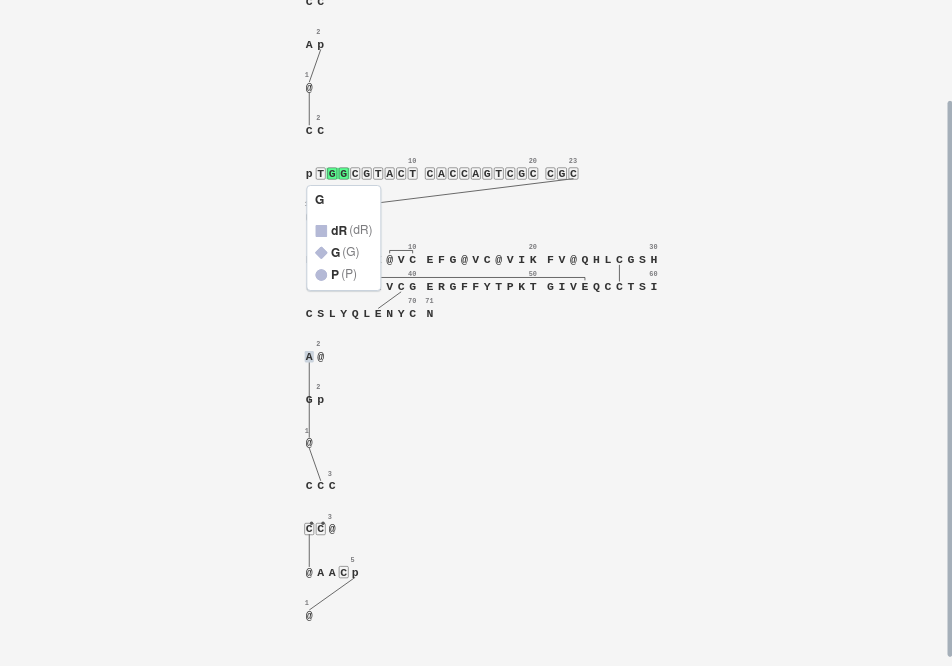 C C
2
A p
1
@
2
C C
10 20 23
p T G G C G T A C T C A C C A G T C G C C G C
G
dR (dR)
G (G)
P (P)
10 20 30
@ V C E F G @ V C @ V I K F V @ Q H L C G S H
40 50 60
V C G E R G F F Y T P K T G I V E Q C C T S I
70 71
C S L Y Q L E N Y C N
2
A @
2
G p
1
@
3
C C C
3
C C @
5
@ A A C p
1
@